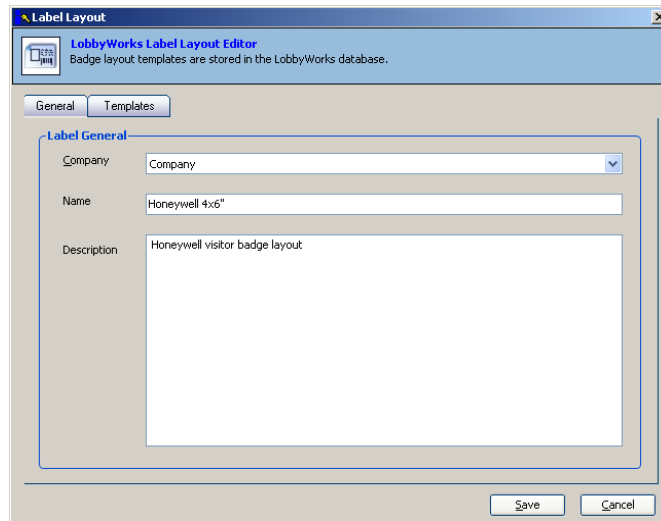 Label Layout
LobbyWorks Label Layout Editor
Badge layout templates are stored in the LobbyWorks database.
General
Templates
Label General
Company
Company
Name
Honeywell 4x6"
Description
Honeywell visitor badge layout
Save
Cancel